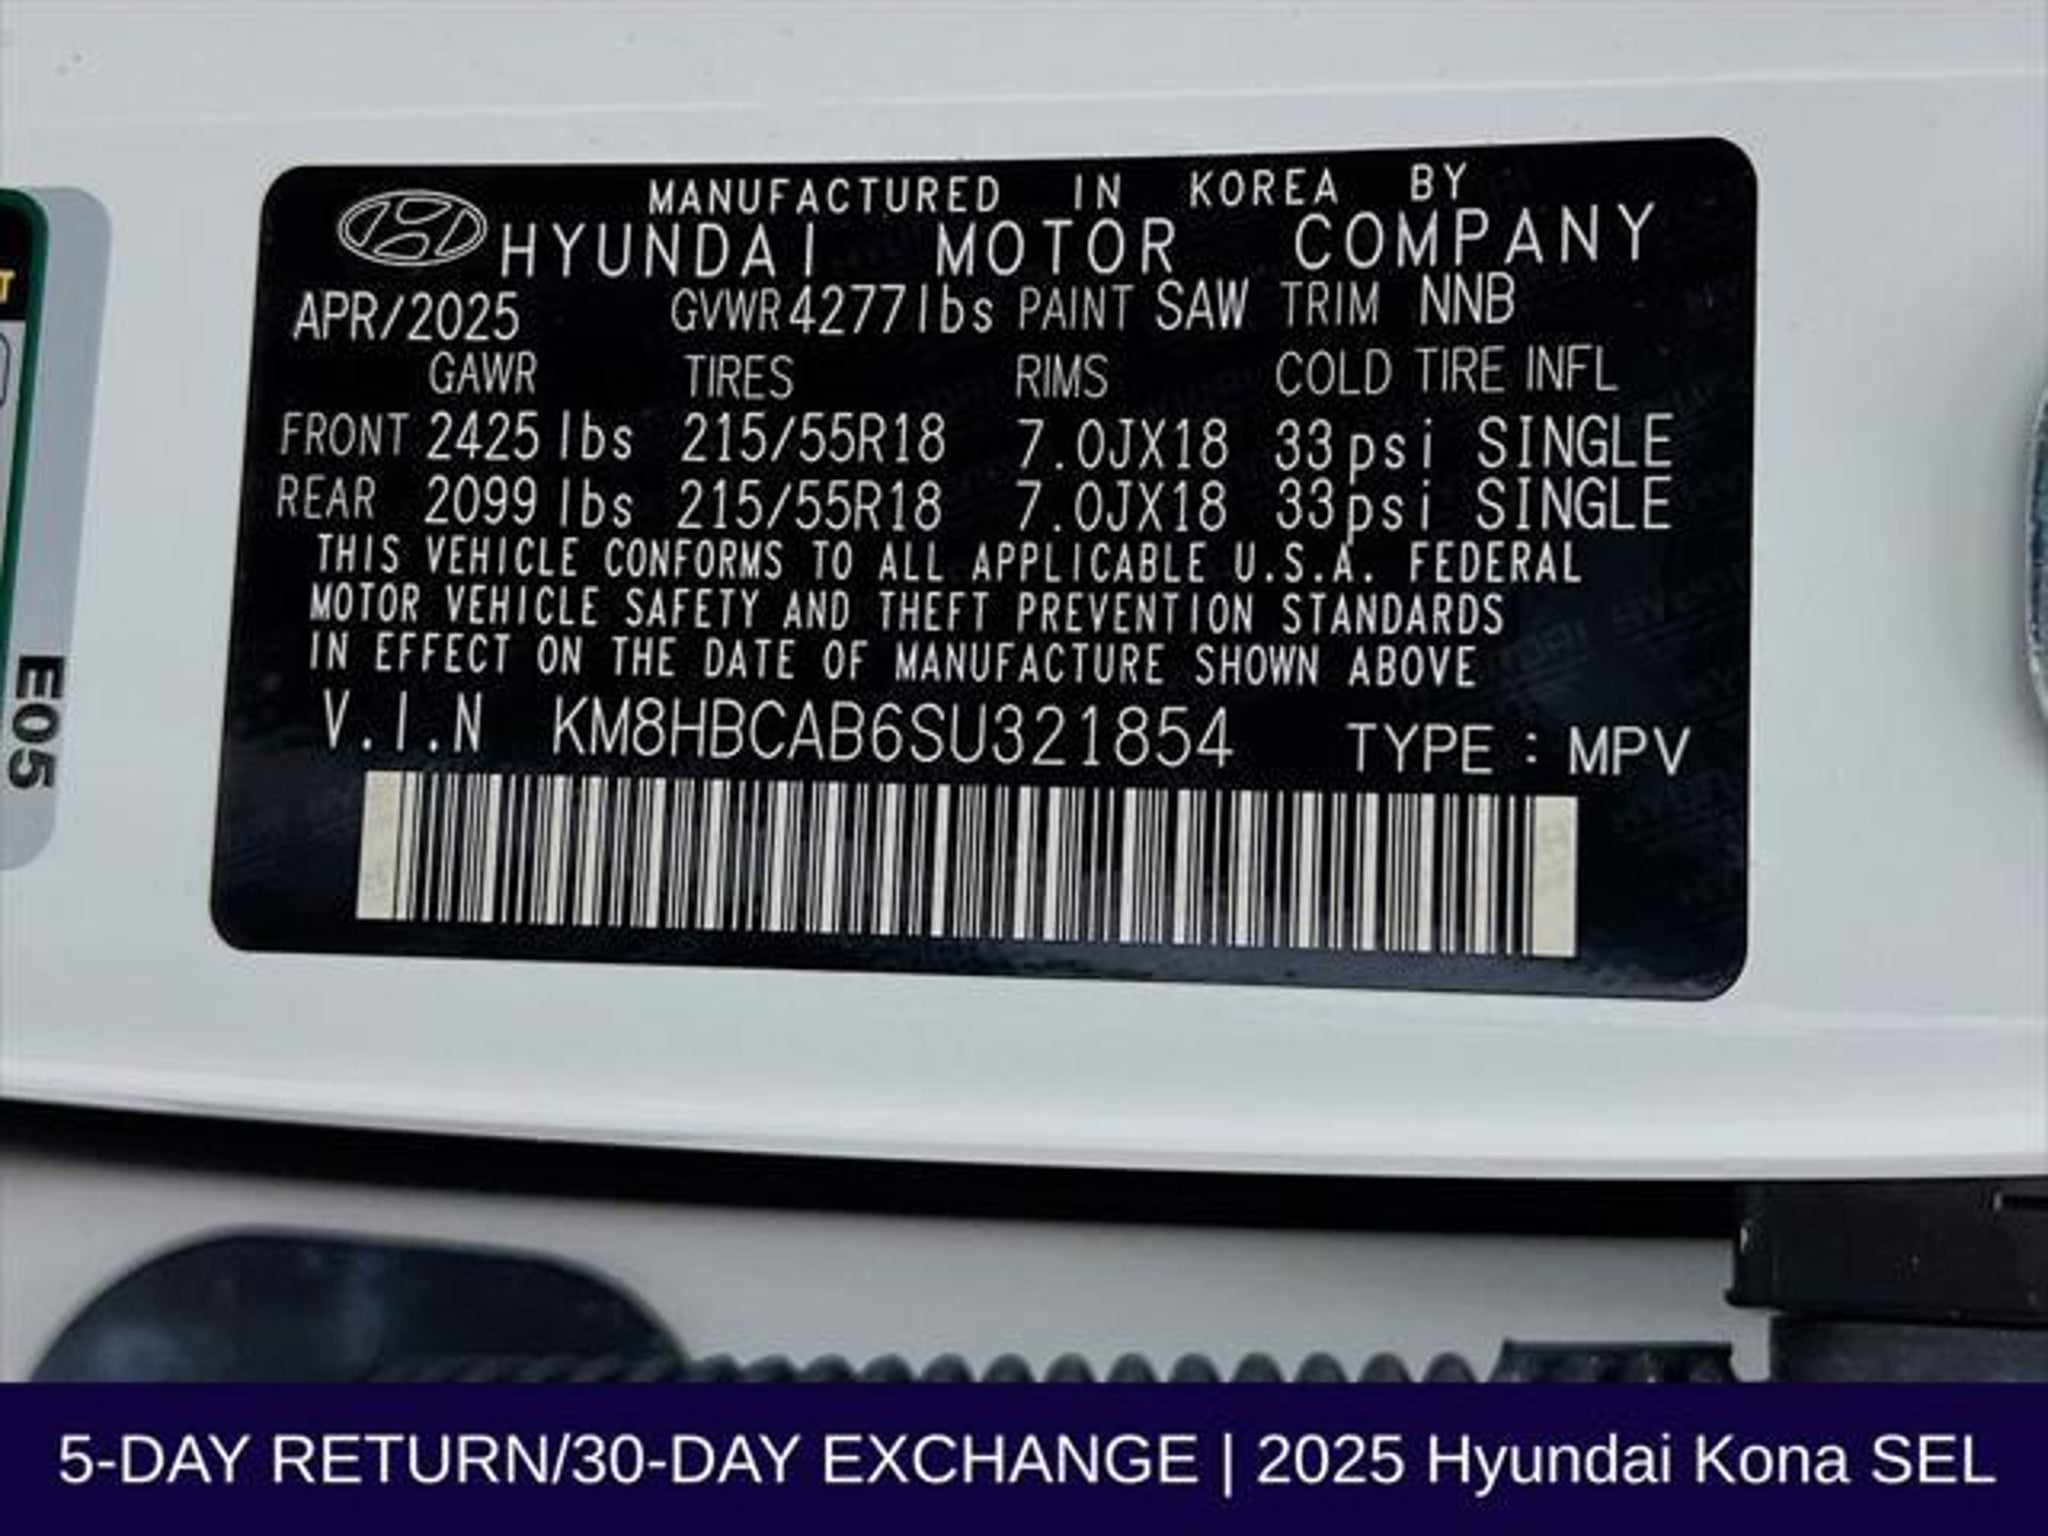 MANUFACTURED IN KOREA BY
HYUNDAI MOTOR COMPANY
APR/2025 GVWR 4277lbs PAINT SAW TRIM NNB
GAWR TIRES RIMS COLD TIRE INFL
FRONT 2425 lbs 215/55R18 7.0JX18 33psi SINGLE
REAR 2099 lbs 215/55R18 7.0JX18 33psi SINGLE
THIS VEHICLE CONFORMS TO ALL APPLICABLE U.S.A. FEDERAL
MOTOR VEHICLE SAFETY AND THEFT PREVENTION STANDARDS
IN EFFECT ON THE DATE OF MANUFACTURE SHOWN ABOVE
V.I.N KM8HBCAB6SU321854 TYPE : MPV
E05
5-DAY RETURN/30-DAY EXCHANGE | 2025 Hyundai Kona SEL